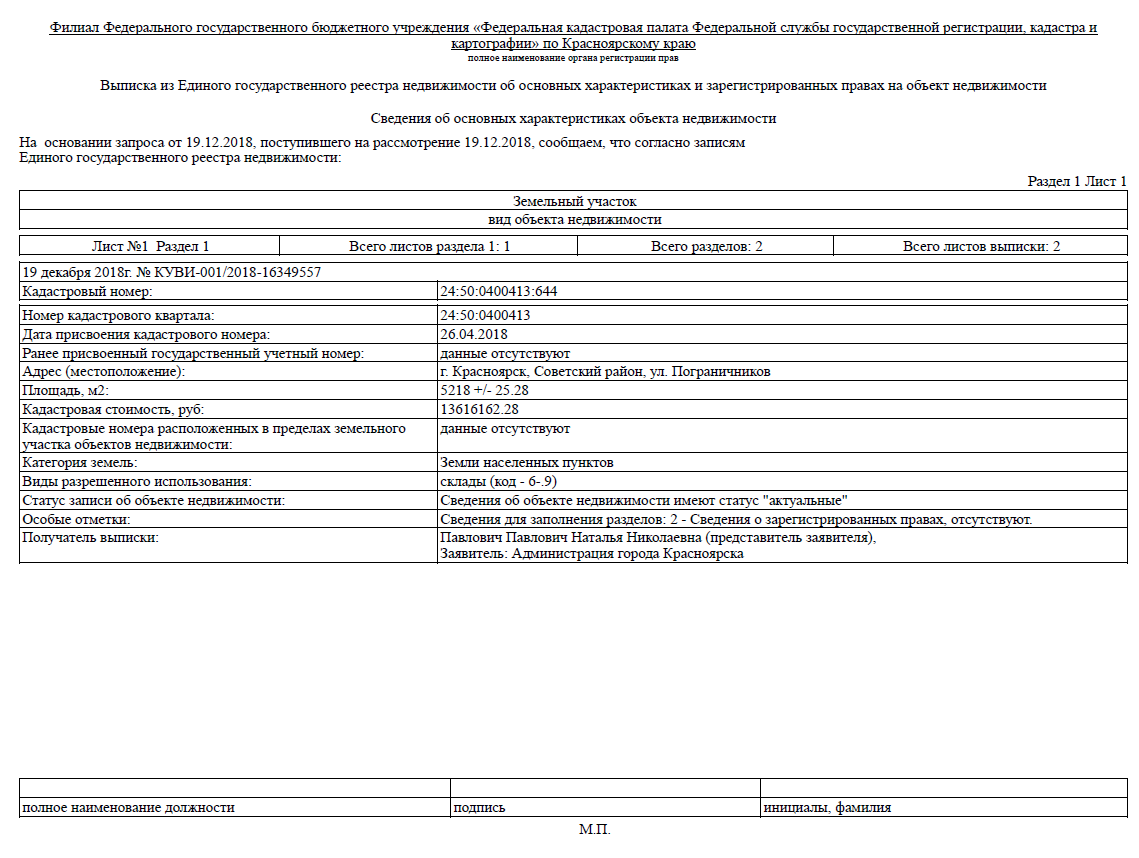 Филиал Федерального государственного бюджетного учреждения «Федеральная кадастровая палата Федеральной службы государственной регистрации, кадастра и
картографии» по Красноярскому краю
полное наименование органа регистрации прав
Выписка из Единого государственного реестра недвижимости об основных характеристиках и зарегистрированных правах на объект недвижимости
Сведения об основных характеристиках объекта недвижимости
На основании запроса от 19.12.2018, поступившего на рассмотрение 19.12.2018, сообщаем, что согласно записям
Единого государственного реестра недвижимости:
Раздел 1 Лист 1
Земельный участок
вид объекта недвижимости
Лист №1 Раздел 1 Всего листов раздела 1: 1 Всего разделов: 2 Всего листов выписки: 2
19 декабря 2018г. № КУВИ-001/2018-16349557
Кадастровый номер: 24:50:0400413:644
Номер кадастрового квартала: 24:50:0400413
Дата присвоения кадастрового номера: 26.04.2018
Ранее присвоенный государственный учетный номер: данные отсутствуют
Адрес (местоположение): г. Красноярск, Советский район, ул. Пограничников
Площадь, м2: 5218 +/- 25.28
Кадастровая стоимость, руб: 13616162.28
Кадастровые номера расположенных в пределах земельного данные отсутствуют
участка объектов недвижимости:
Категория земель: Земли населенных пунктов
Виды разрешенного использования: склады (код - 6-.9)
Статус записи об объекте недвижимости: Сведения об объекте недвижимости имеют статус "актуальные"
Особые отметки: Сведения для заполнения разделов: 2 - Сведения о зарегистрированных правах, отсутствуют.
Получатель выписки: Павлович Павлович Наталья Николаевна (представитель заявителя),
Заявитель: Администрация города Красноярска
полное наименование должности подпись инициалы, фамилия
М.П.